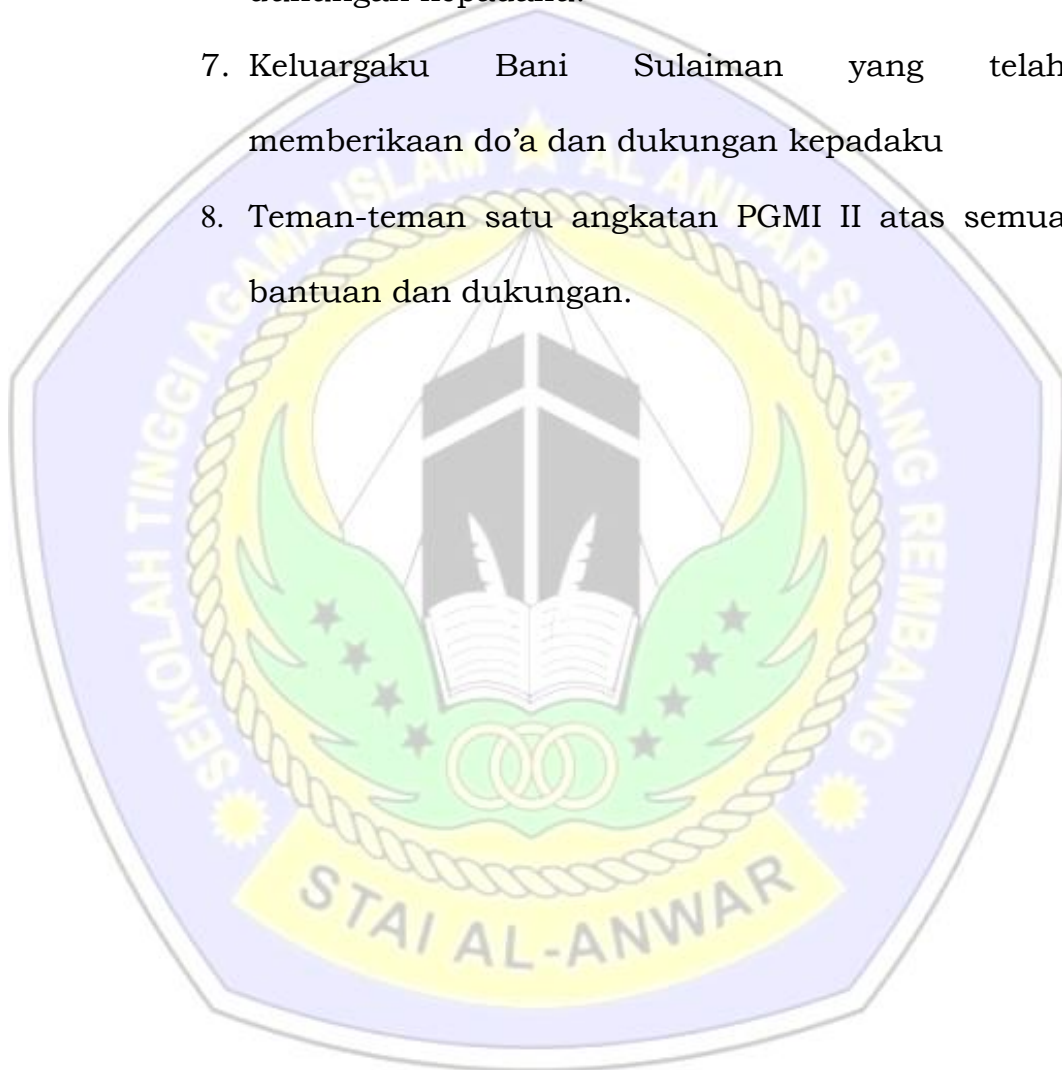 7. Keluargaku Bani Sulaiman yang telah
memberikaan do’a dan dukungan kepadaku
8. Teman-teman satu angkatan PGMI II atas semua
bantuan dan dukungan.
SEKOLAH TINGGI AGAMA ISLAM AL ANWAR SARANG REMBANG
STAI AL-ANWAR